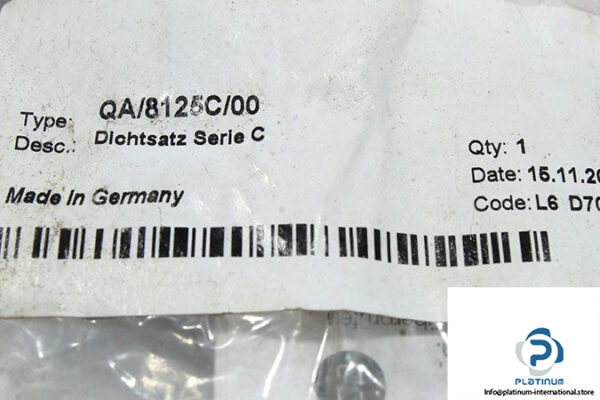 Type: QA/8125C/00
Desc.: Dichtsatz Serie C
Qty: 1
Date: 15.11.20
Code: L6 D70
Made in Germany
PLATINUM
Info@platinum-international.store